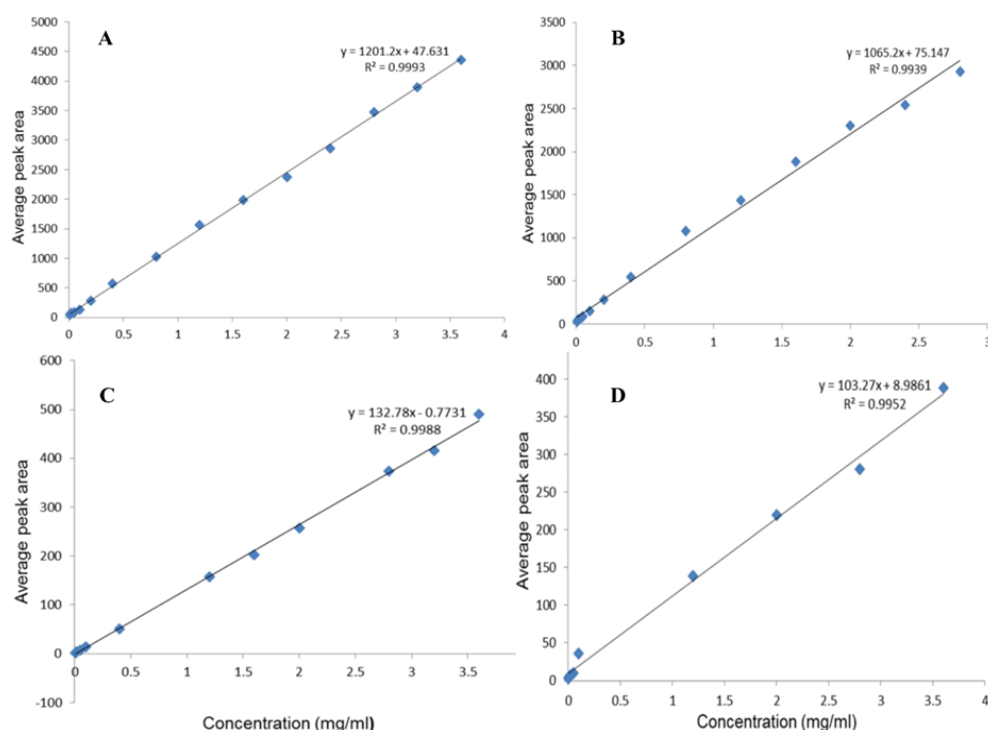 A
y = 1201.2x + 47.631
R² = 0.9993
5000
4500
4000
3500
3000
2500
2000
1500
1000
500
0
0 0.5 1 1.5 2 2.5 3 3.5 4
Average peak area
B
y = 1065.2x + 75.147
R² = 0.9939
3500
3000
2500
2000
1500
1000
500
0
0 0.5 1 1.5 2 2.5 3
Average peak area
C
y = 132.78x - 0.7731
R² = 0.9988
600
500
400
300
200
100
0
-100
0 0.5 1 1.5 2 2.5 3 3.5
Average peak area
Concentration (mg/ml)
D
y = 103.27x + 8.9861
R² = 0.9952
400
350
300
250
200
150
100
50
0
0 0.5 1 1.5 2 2.5 3 3.5 4
Average peak area
Concentration (mg/ml)